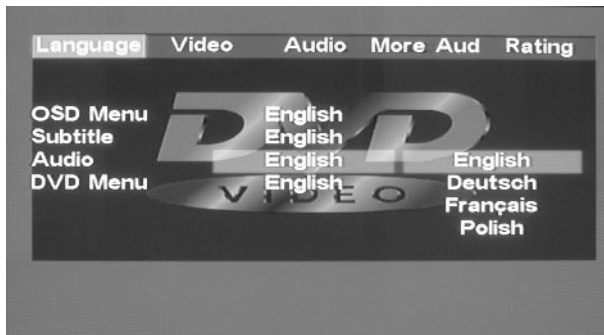 Language Video Audio More Aud Rating
DVD
OSD Menu English
Subtitle English
Audio English English
DVD Menu English Deutsch
VIDEO
Français
Polish